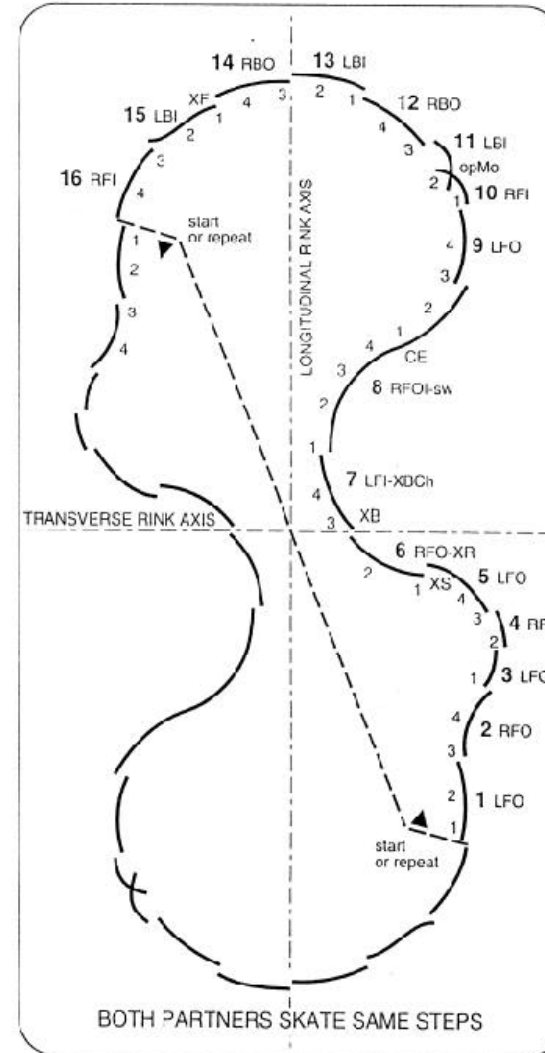 14 RBO
13 LBI
XF
3 2 1
4
1
12 RBO
15 LBI
2
4
3
11 LBI
3
opMo
16 RFI
2
10 RFI
4
1
start
or repeat
1
4
9 LFO
2
3
LONGITUDINAL RINK AXIS
2
3
1
4
4
CE
3
8 RFOI-sw
2
1
7 LFI-XBCh
4
TRANSVERSE RINK AXIS
3
XB
6 RFO-XR
2
1
XS
5 LFO
4
3
4
2
3
1
4
2 RFO
3
2
1 LFO
1
start
or repeat
BOTH PARTNERS SKATE SAME STEPS